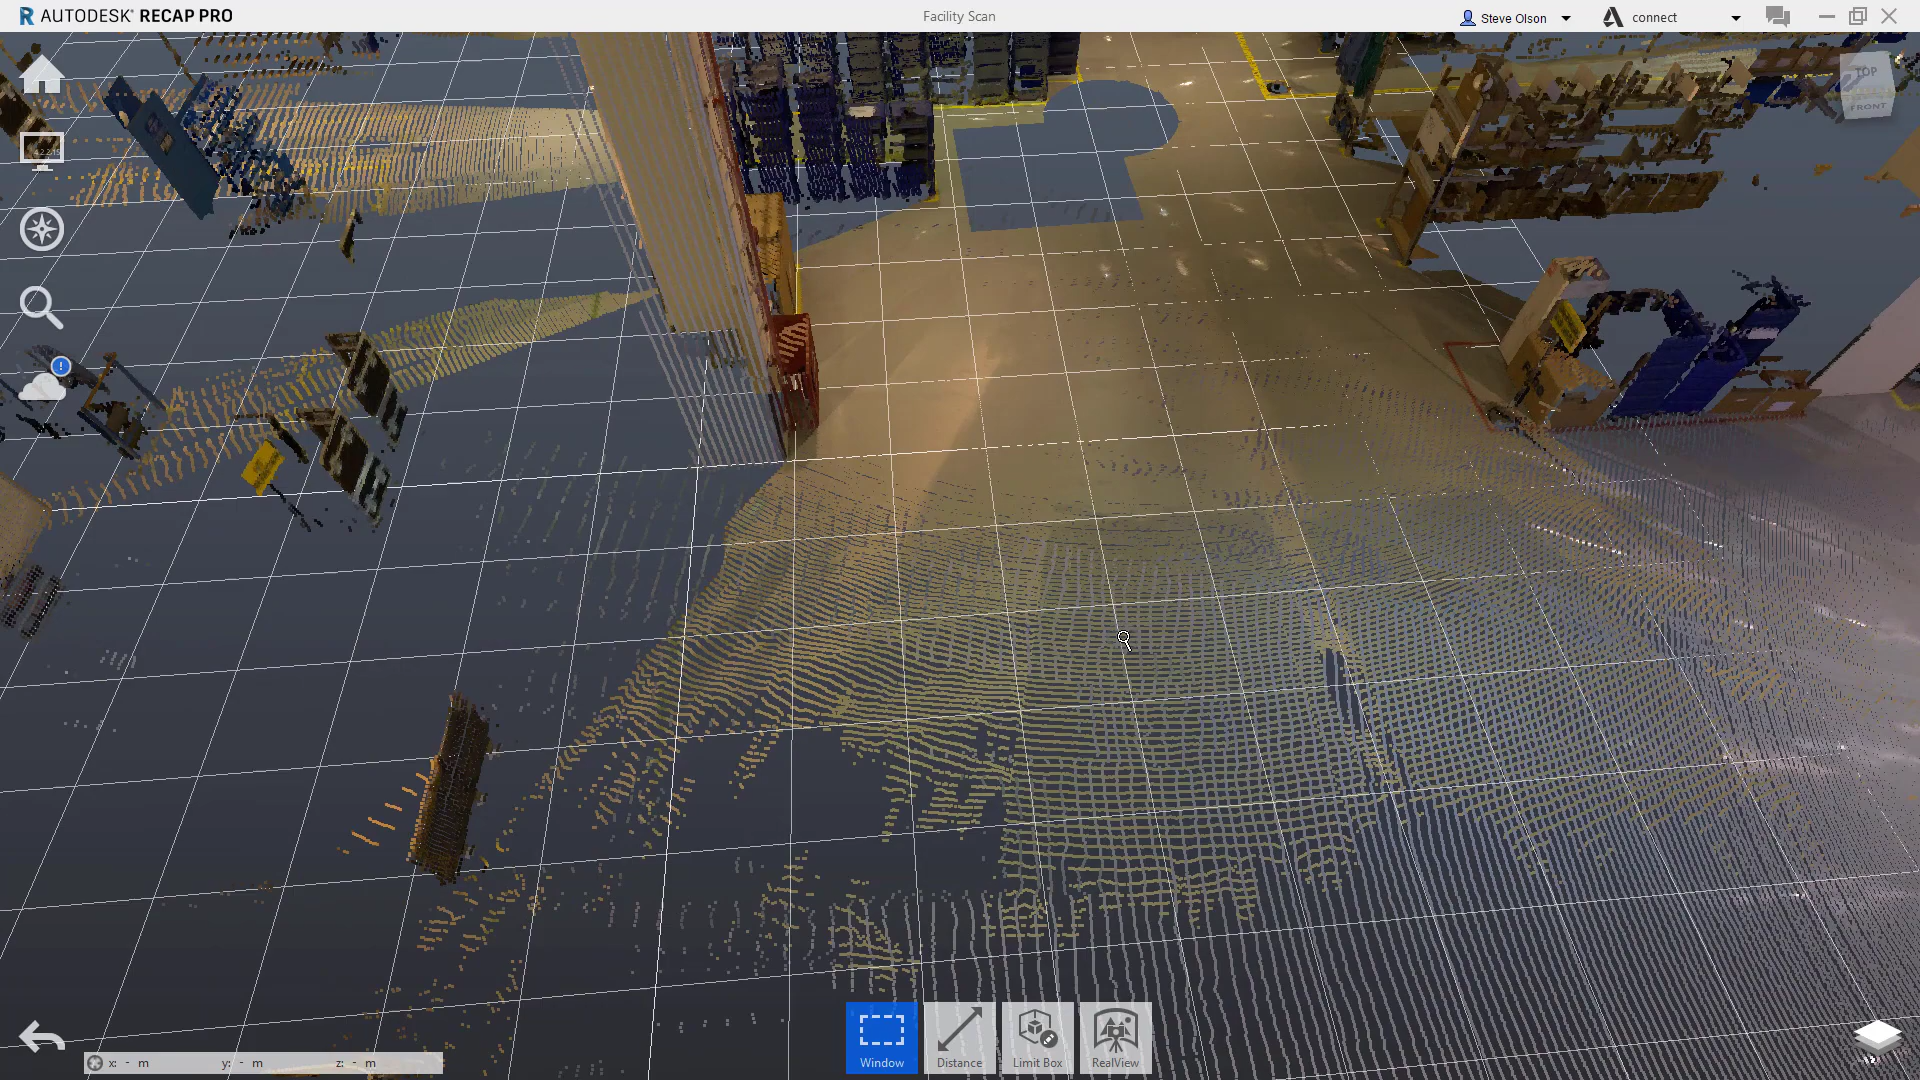 AUTODESK® RECAP PRO
Facility Scan
Steve Olson
connect
TOP
FRONT
x: - m
y: - m
z: - m
Window
Distance
Limit Box
RealView